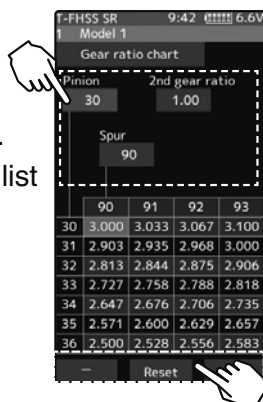 T-FHSS SR 9:42 6.6V
1 Model 1
Gear ratio chart
Pinion 2nd gear ratio
30 1.00
Spur
90
.
list
90 91 92 93
30 3.000 3.033 3.067 3.100
31 2.903 2.935 2.968 3.000
32 2.813 2.844 2.875 2.906
33 2.727 2.758 2.788 2.818
34 2.647 2.676 2.706 2.735
35 2.571 2.600 2.629 2.657
36 2.500 2.528 2.556 2.583
— Reset